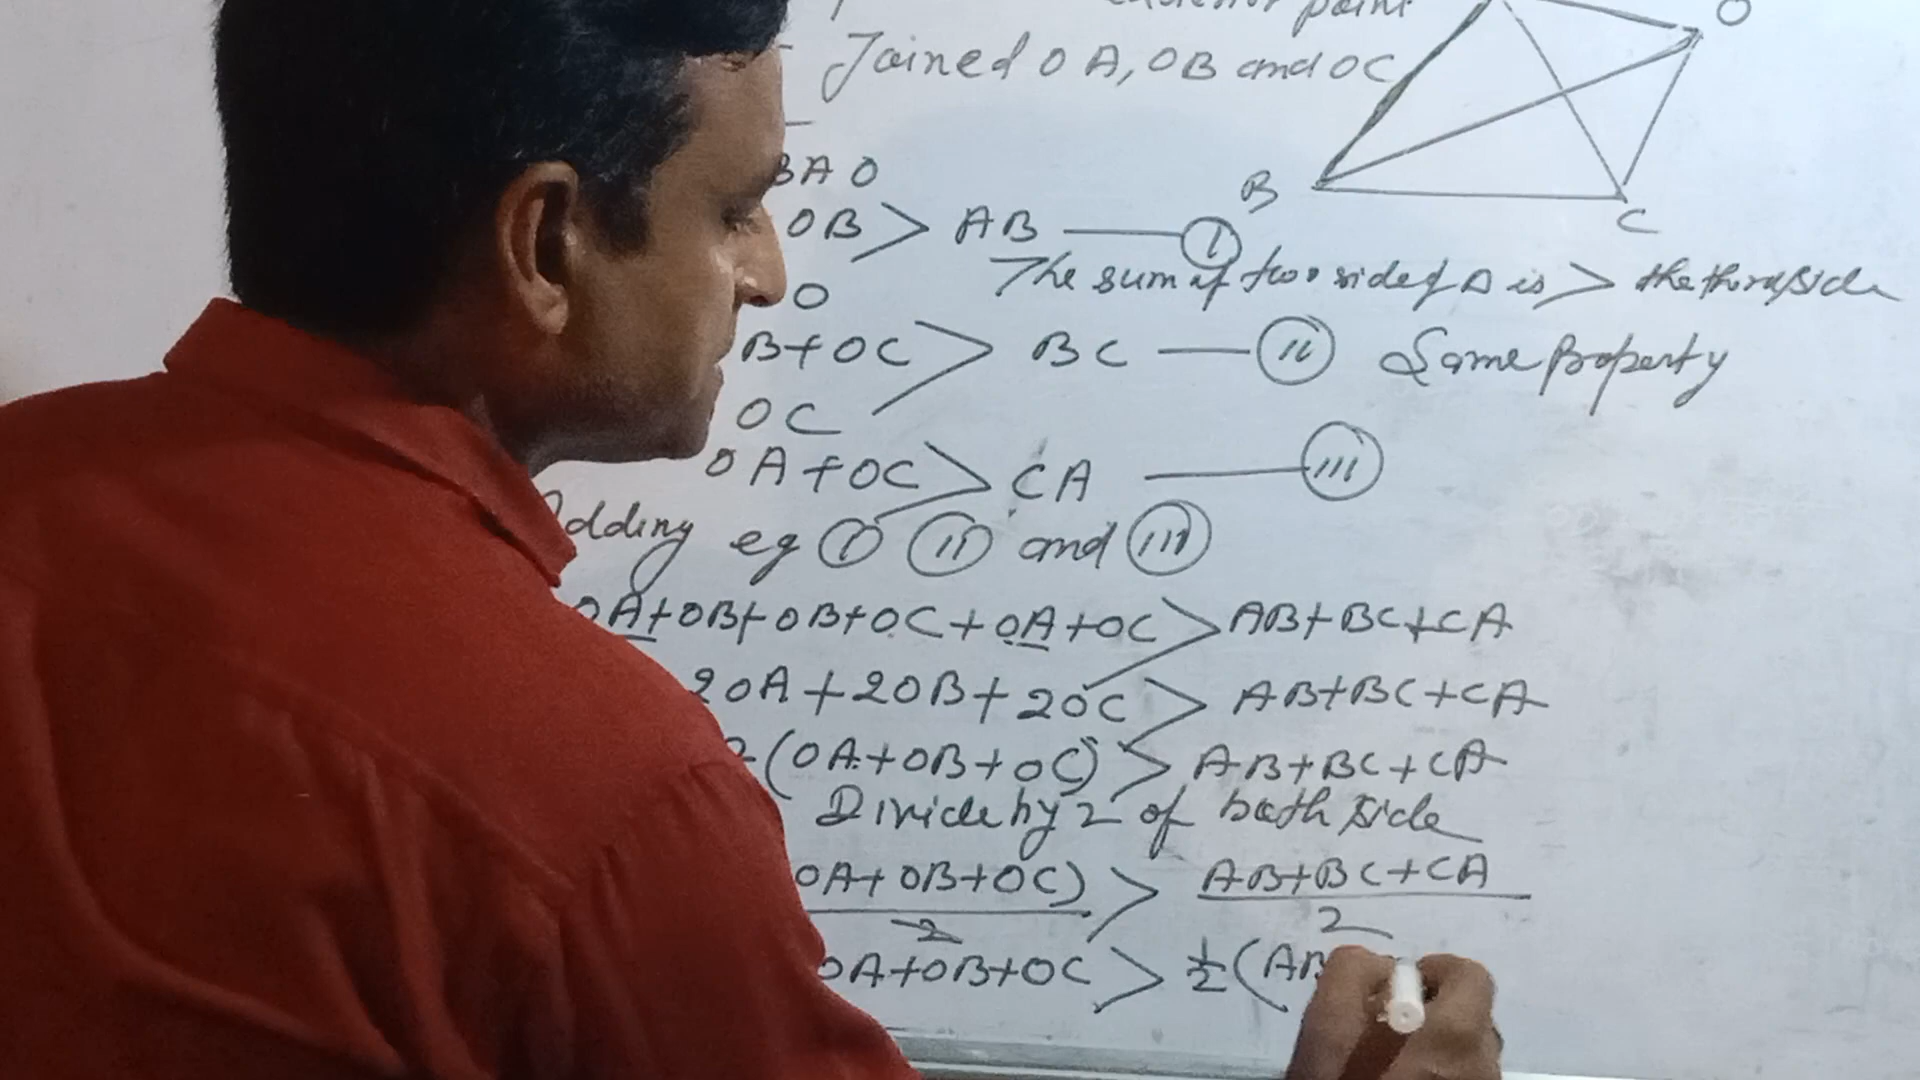 exterior point
Joined OA, OB and OC
O
BAO
OB > AB — I
B
C
The sum of two side of Δ is > the third side
O
B+OC > BC — II Same Property
OC
OA+OC > CA — III
Adding eq I II and III
OA+OB+OB+OC+OA+OC > AB+BC+CA
2OA+2OB+2OC > AB+BC+CA
2(OA+OB+OC) > AB+BC+CA
Divide by 2 of both side
OA+OB+OC)/2 > AB+BC+CA/2
OA+OB+OC > 1/2(AB